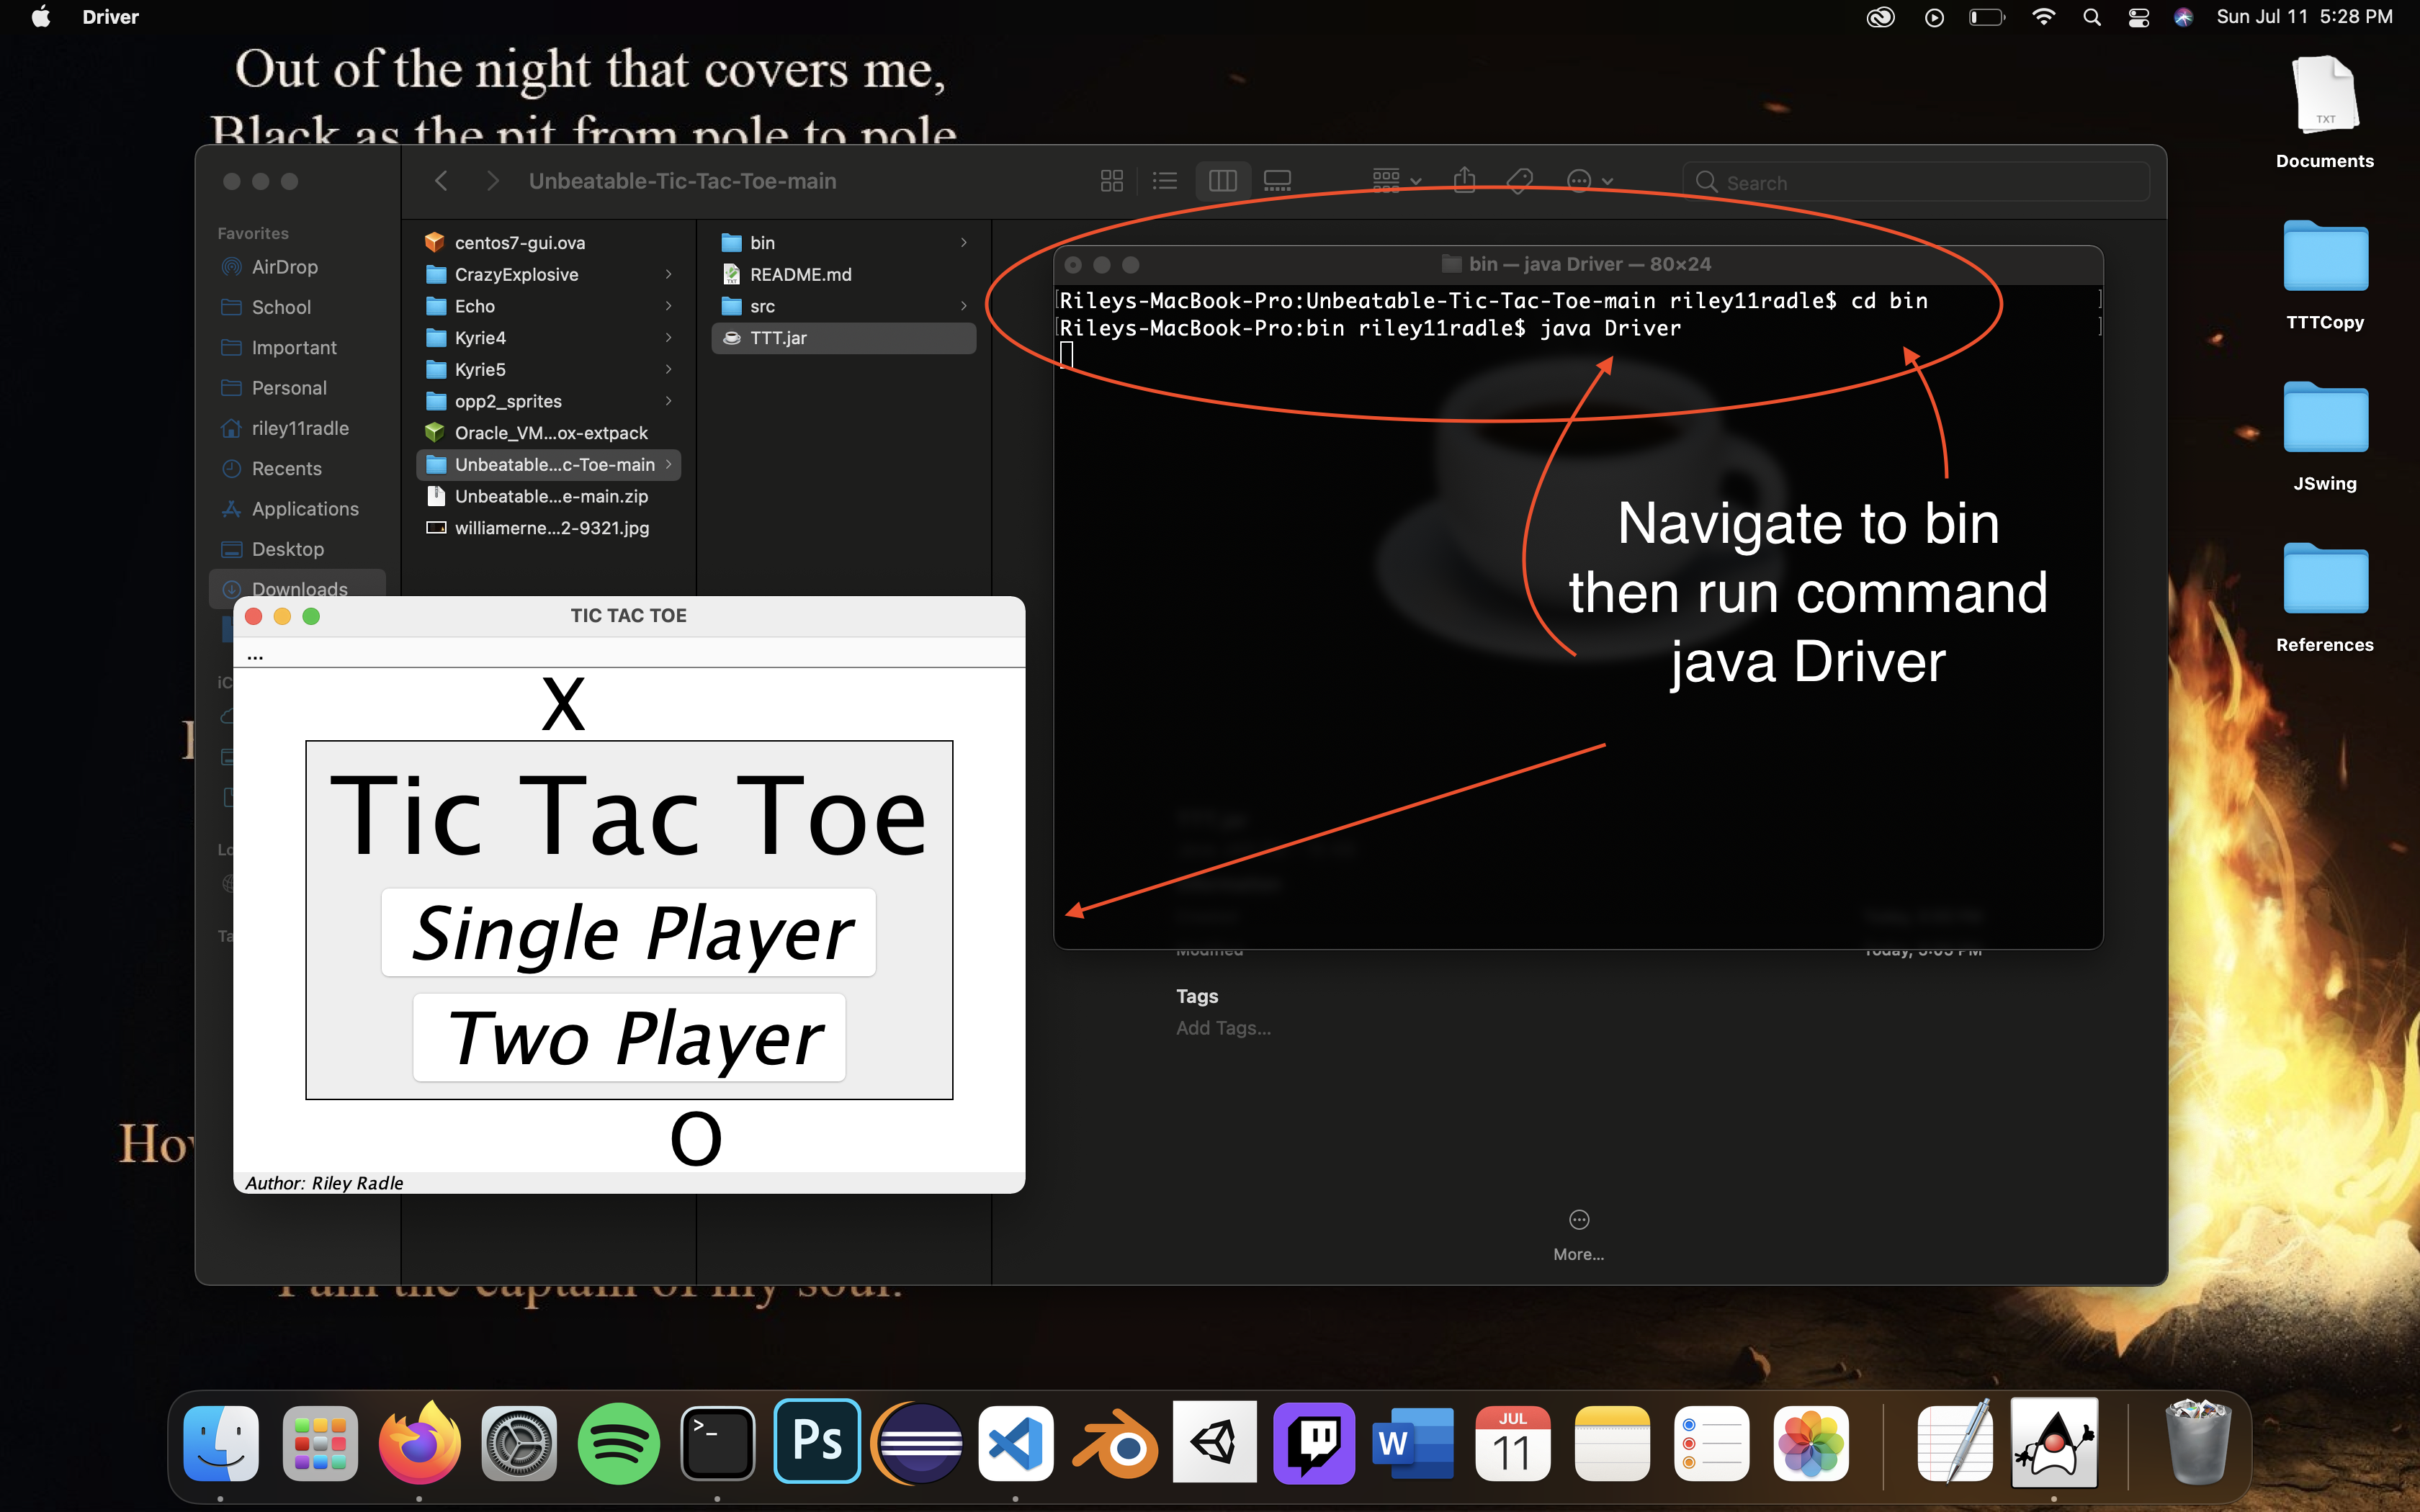 Driver
Sun Jul 11 5:28 PM
Out of the night that covers me,
Black as the pit from pole to pole
Documents
TXT
TTTCopy
JSwing
References
Unbeatable-Tic-Tac-Toe-main
Search
Favorites
AirDrop
School
Important
Personal
riley11radle
Recents
Applications
Desktop
Downloads
centos7-gui.ova
CrazyExplosive
Echo
Kyrie4
Kyrie5
opp2_sprites
Oracle_VM...ox-extpack
Unbeatable...c-Toe-main
Unbeatable...e-main.zip
williamerne...2-9321.jpg
bin
README.md
src
TTT.jar
bin — java Driver — 80×24
Rileys-MacBook-Pro:Unbeatable-Tic-Tac-Toe-main riley11radle$ cd bin
Rileys-MacBook-Pro:bin riley11radle$ java Driver
Navigate to bin
then run command
java Driver
Modified
Tags
Add Tags...
More...
TIC TAC TOE
...
X
Tic Tac Toe
Single Player
Two Player
O
Author: Riley Radle
I am the captain of my soul.
>_
Ps
W
JUL
11